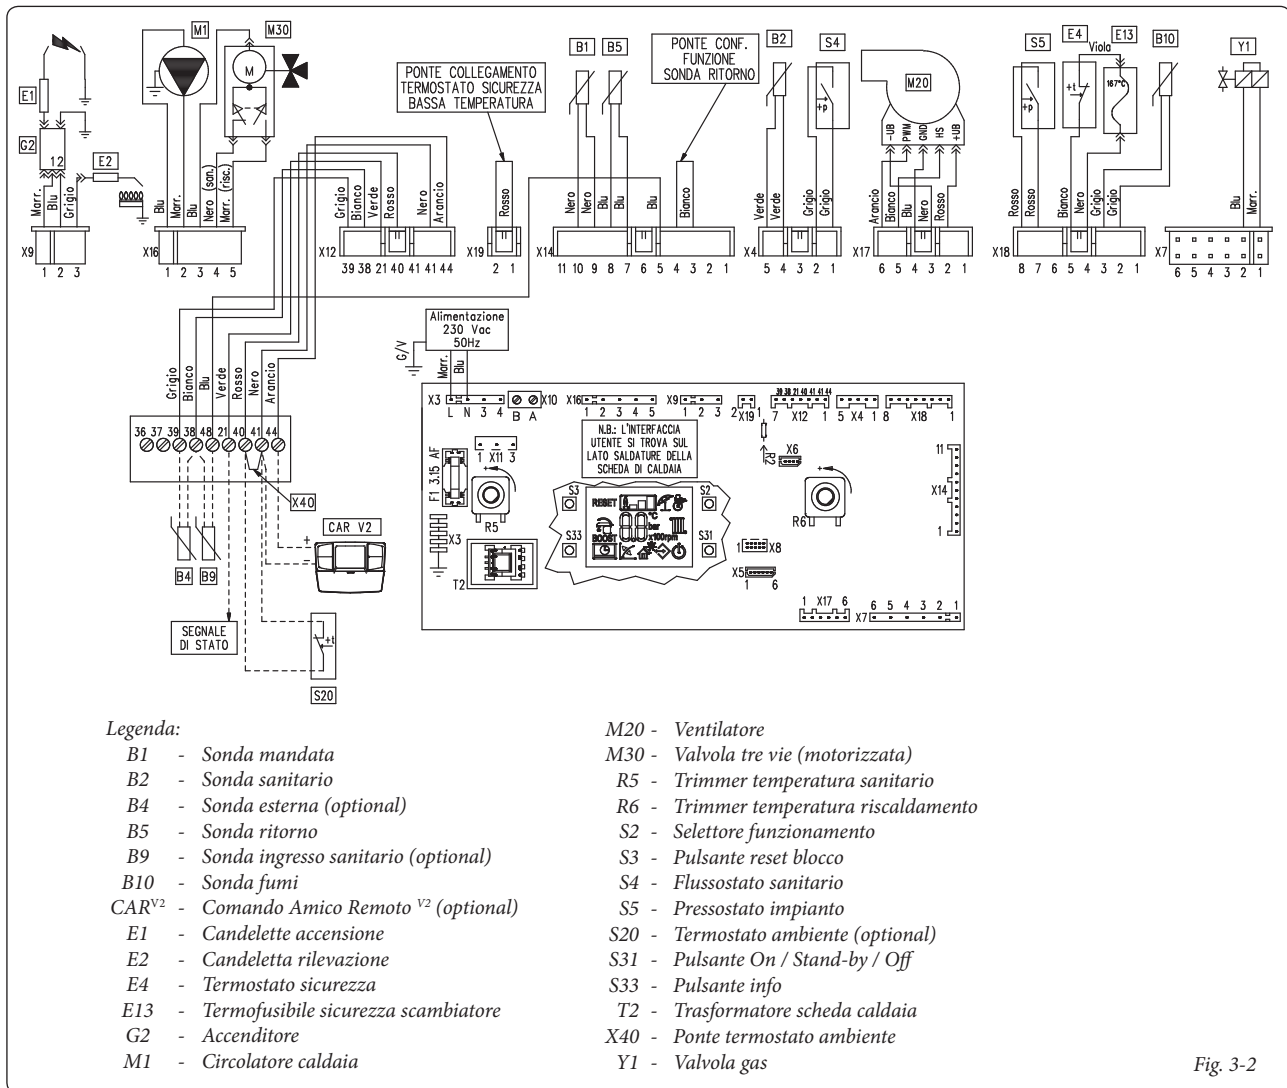 M1
M30
E1
G2
1 2
E2
M
PONTE COLLEGAMENTO
TERMOSTATO SICUREZZA
BASSA TEMPERATURA
B1
B5
PONTE CONF.
FUNZIONE
SONDA RITORNO
B2
S4
+p
M20
-UB
PWM
GND
HS
+UB
S5
+p
E4
+t
Viola
E13
167°C
B10
Y1
Marr.
Blu
Grigio
Blu
Marr.
Blu
Nero (san.)
Marr. (risc.)
Grigio
Bianco
Verde
Rosso
Nero
Arancio
Rosso
Nero
Nero
Blu
Blu
Blu
Bianco
Verde
Verde
Grigio
Grigio
Arancio
Bianco
Blu
Nero
Rosso
Rosso
Rosso
Bianco
Nero
Grigio
Grigio
Blu
Marr.
X9
1 2 3
X16
1 2 3 4 5
X12
39 38 21 40 41 41 44
X19
2 1
X14
11 10 9 8 7 6 5 4 3 2 1
X4
5 4 3 2 1
X17
6 5 4 3 2 1
X18
8 7 6 5 4 3 2 1
X7
6 5 4 3 2 1
Alimentazione
230 Vac
50Hz
G/V
Marr.
Blu
Grigio
Bianco
Blu
Verde
Rosso
Nero
Arancio
36 37 39 38 48 21 40 41 44
X40
CAR V2
+
-
B4
B9
SEGNALE
DI STATO
+t
S20
X3
L N 3 4
B A
X10
X16
1 2 3 4 5
X9
1 2 3
2 X19 1
39 38 21 40 41 41 44
7 X12 1
5 X4 1
8 X18 1
N.B.: L'INTERFACCIA
UTENTE SI TROVA SUL
LATO SALDATURE DELLA
SCHEDA DI CALDAIA
1 X11 3
F1 3.15 AF
R5
X3
T2
S3
S2
S33
S31
RESET
°C
bar
BOOST
x100rpm
R2
X6
R6
11
X14
1
1 X8
X5
1 6
1 X17 6
X7
6 5 4 3 2 1
Legenda:
B1 - Sonda mandata
B2 - Sonda sanitario
B4 - Sonda esterna (optional)
B5 - Sonda ritorno
B9 - Sonda ingresso sanitario (optional)
B10 - Sonda fumi
CAR V2 - Comando Amico Remoto V2 (optional)
E1 - Candelette accensione
E2 - Candeletta rilevazione
E4 - Termostato sicurezza
E13 - Termofusibile sicurezza scambiatore
G2 - Accenditore
M1 - Circolatore caldaia
M20 - Ventilatore
M30 - Valvola tre vie (motorizzata)
R5 - Trimmer temperatura sanitario
R6 - Trimmer temperatura riscaldamento
S2 - Selettore funzionamento
S3 - Pulsante reset blocco
S4 - Flussostato sanitario
S5 - Pressostato impianto
S20 - Termostato ambiente (optional)
S31 - Pulsante On / Stand-by / Off
S33 - Pulsante info
T2 - Trasformatore scheda caldaia
X40 - Ponte termostato ambiente
Y1 - Valvola gas
Fig. 3-2